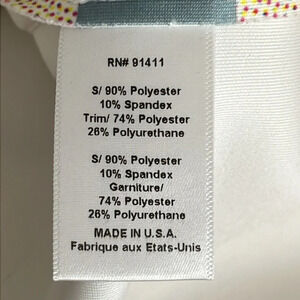 RN# 91411
S/ 90% Polyester
10% Spandex
Trim/ 74% Polyester
26% Polyurethane
S/ 90% Polyester
10% Spandex
Garniture/
74% Polyester
26% Polyurethane
MADE IN U.S.A.
Fabrique aux Etats-Unis